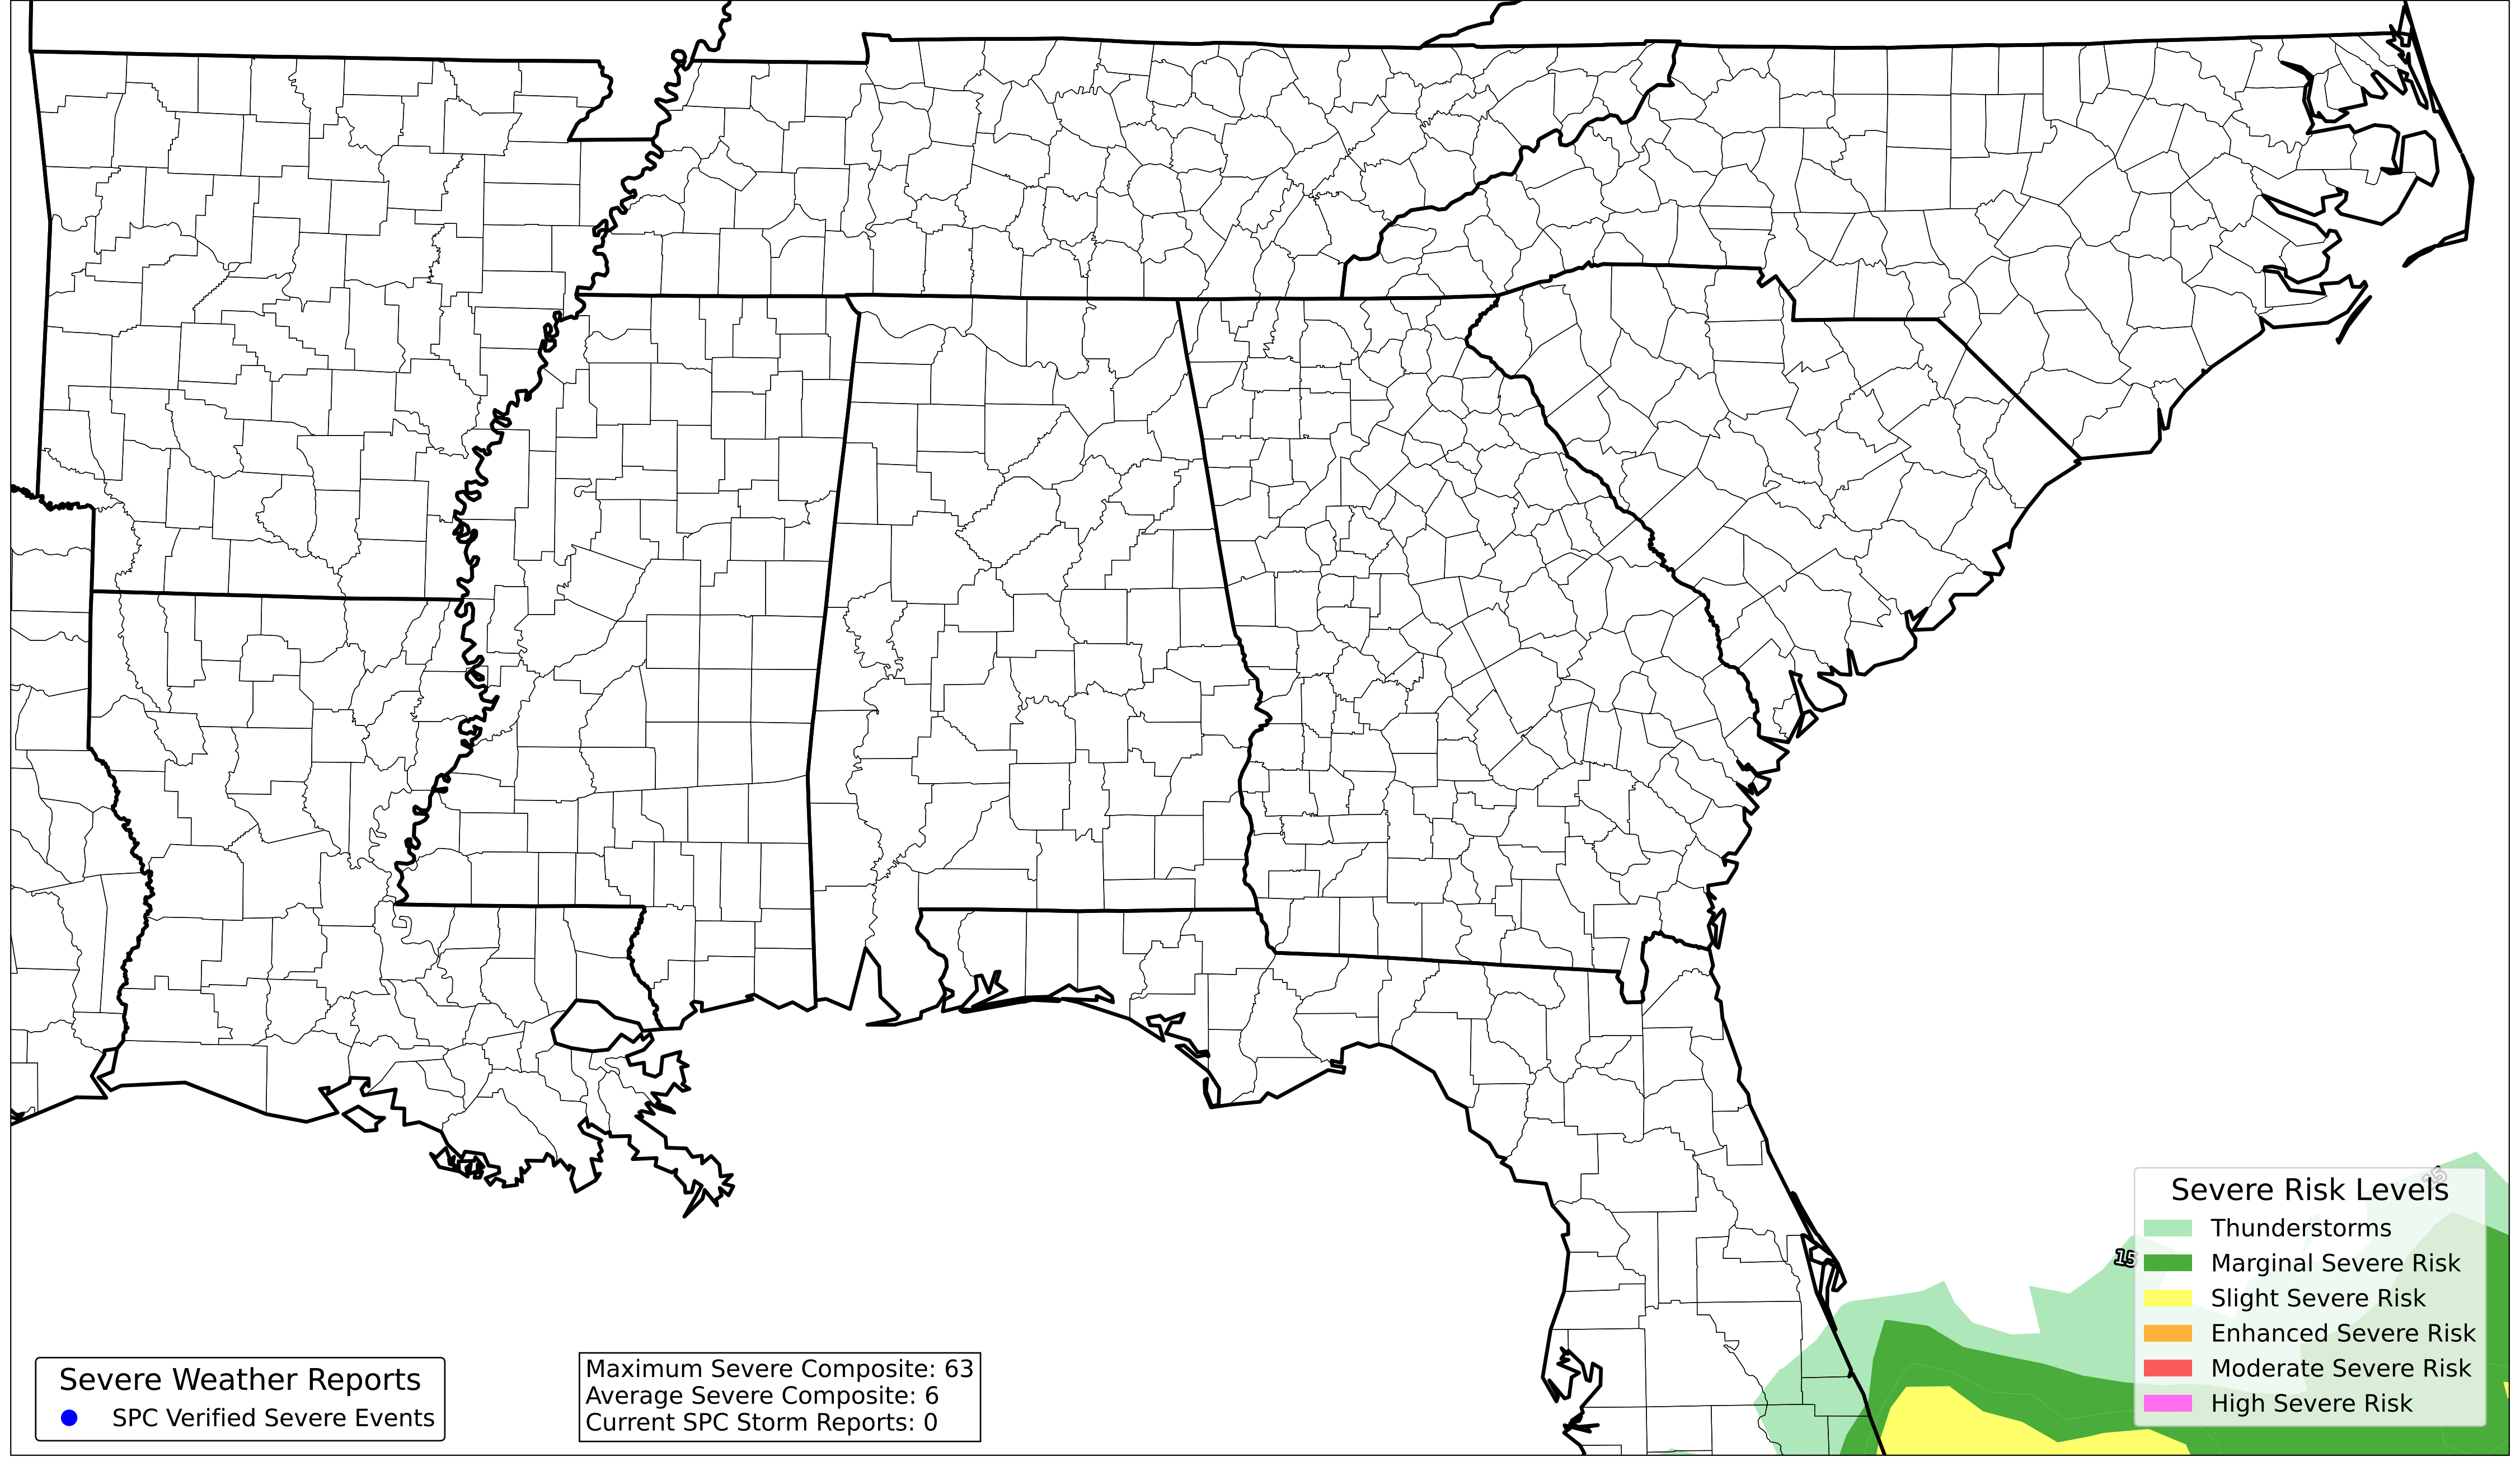 15
Severe Risk Levels
Thunderstorms
15
Marginal Severe Risk
Slight Severe Risk
Enhanced Severe Risk
Moderate Severe Risk
High Severe Risk
Severe Weather Reports
SPC Verified Severe Events
Maximum Severe Composite: 63
Average Severe Composite: 6
Current SPC Storm Reports: 0